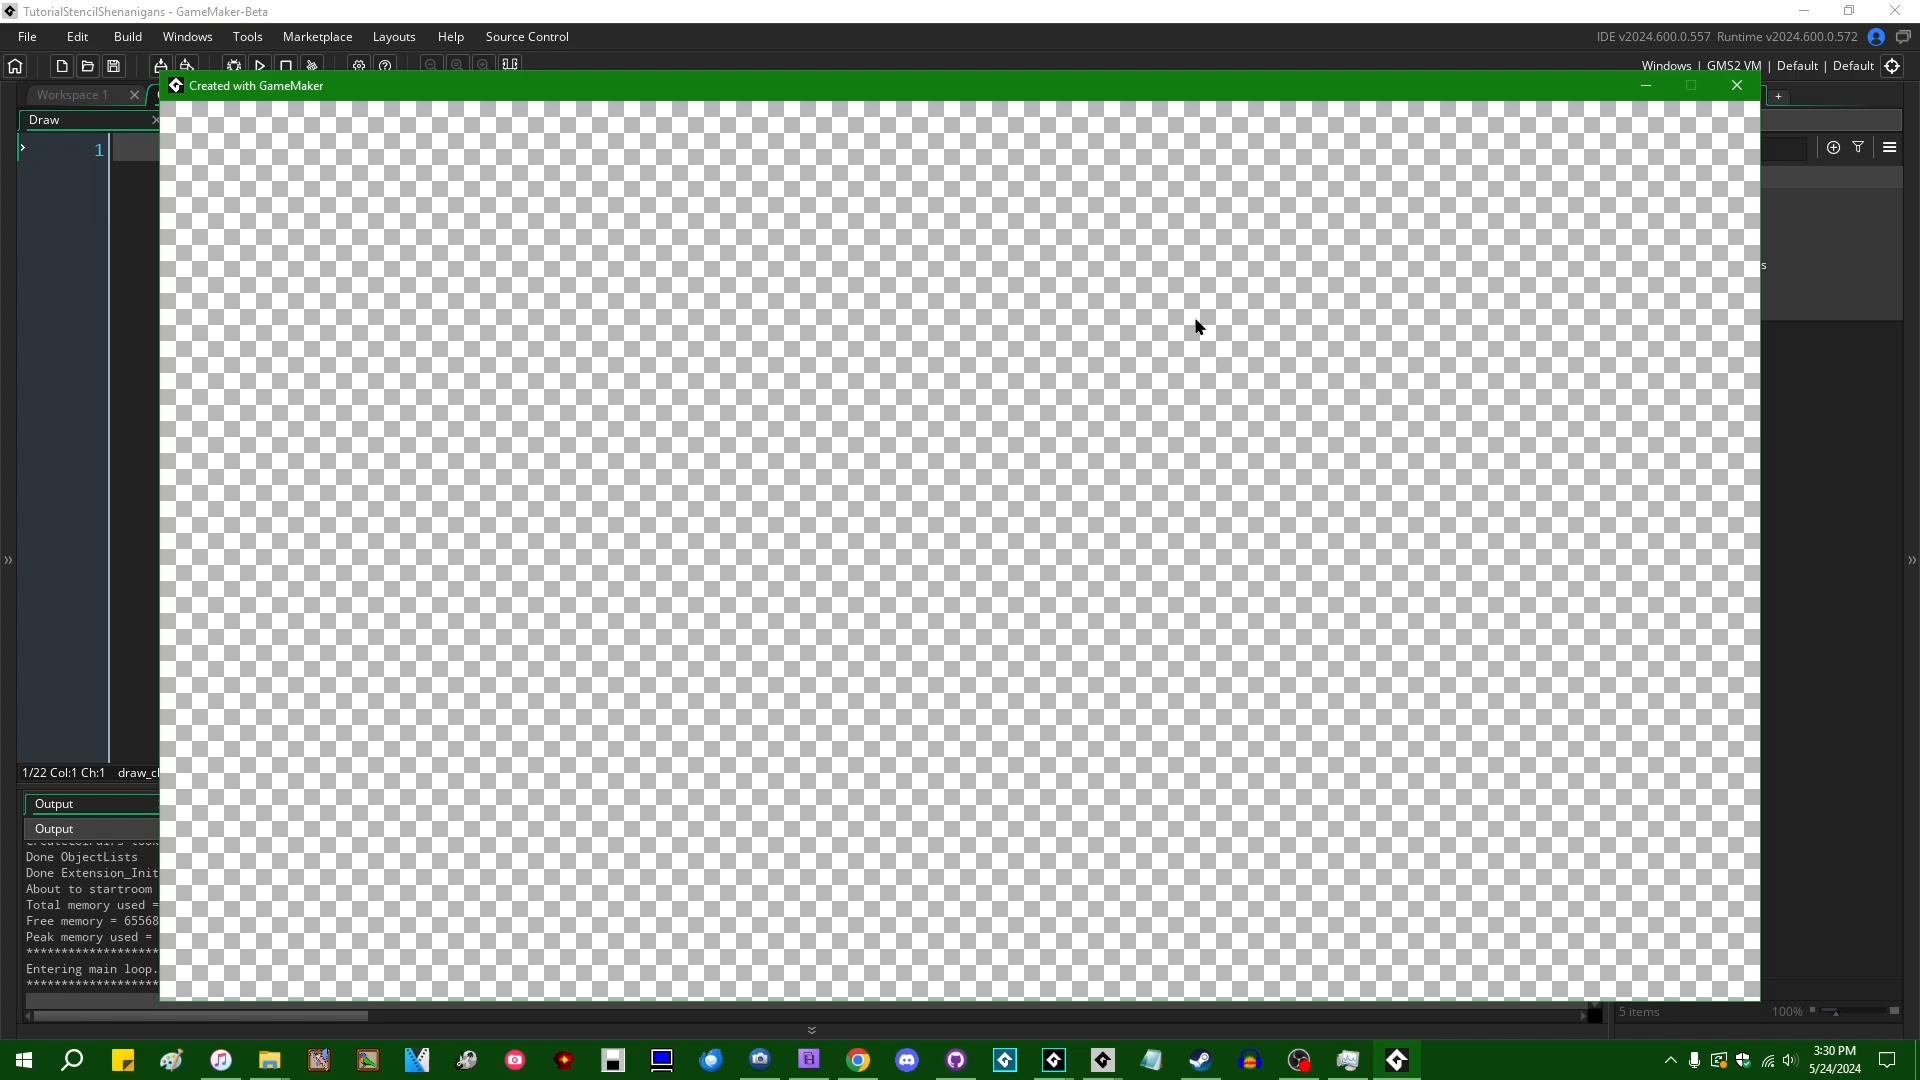 TutorialStencilShenanigans - GameMaker-Beta
File Edit Build Windows Tools Marketplace Layouts Help Source Control
IDE v2024.600.0.557 Runtime v2024.600.0.572
Windows | GMS2 VM | Default | Default
Workspace 1
Created with GameMaker
Draw
1
s
1/22 Col:1 Ch:1 draw_cl
Output
Output
Done ObjectLists
Done Extension_Init
About to startroom
Total memory used =
Free memory = 65568
Peak memory used =
*******************
Entering main loop.
*******************
5 items
100%
3:30 PM
5/24/2024